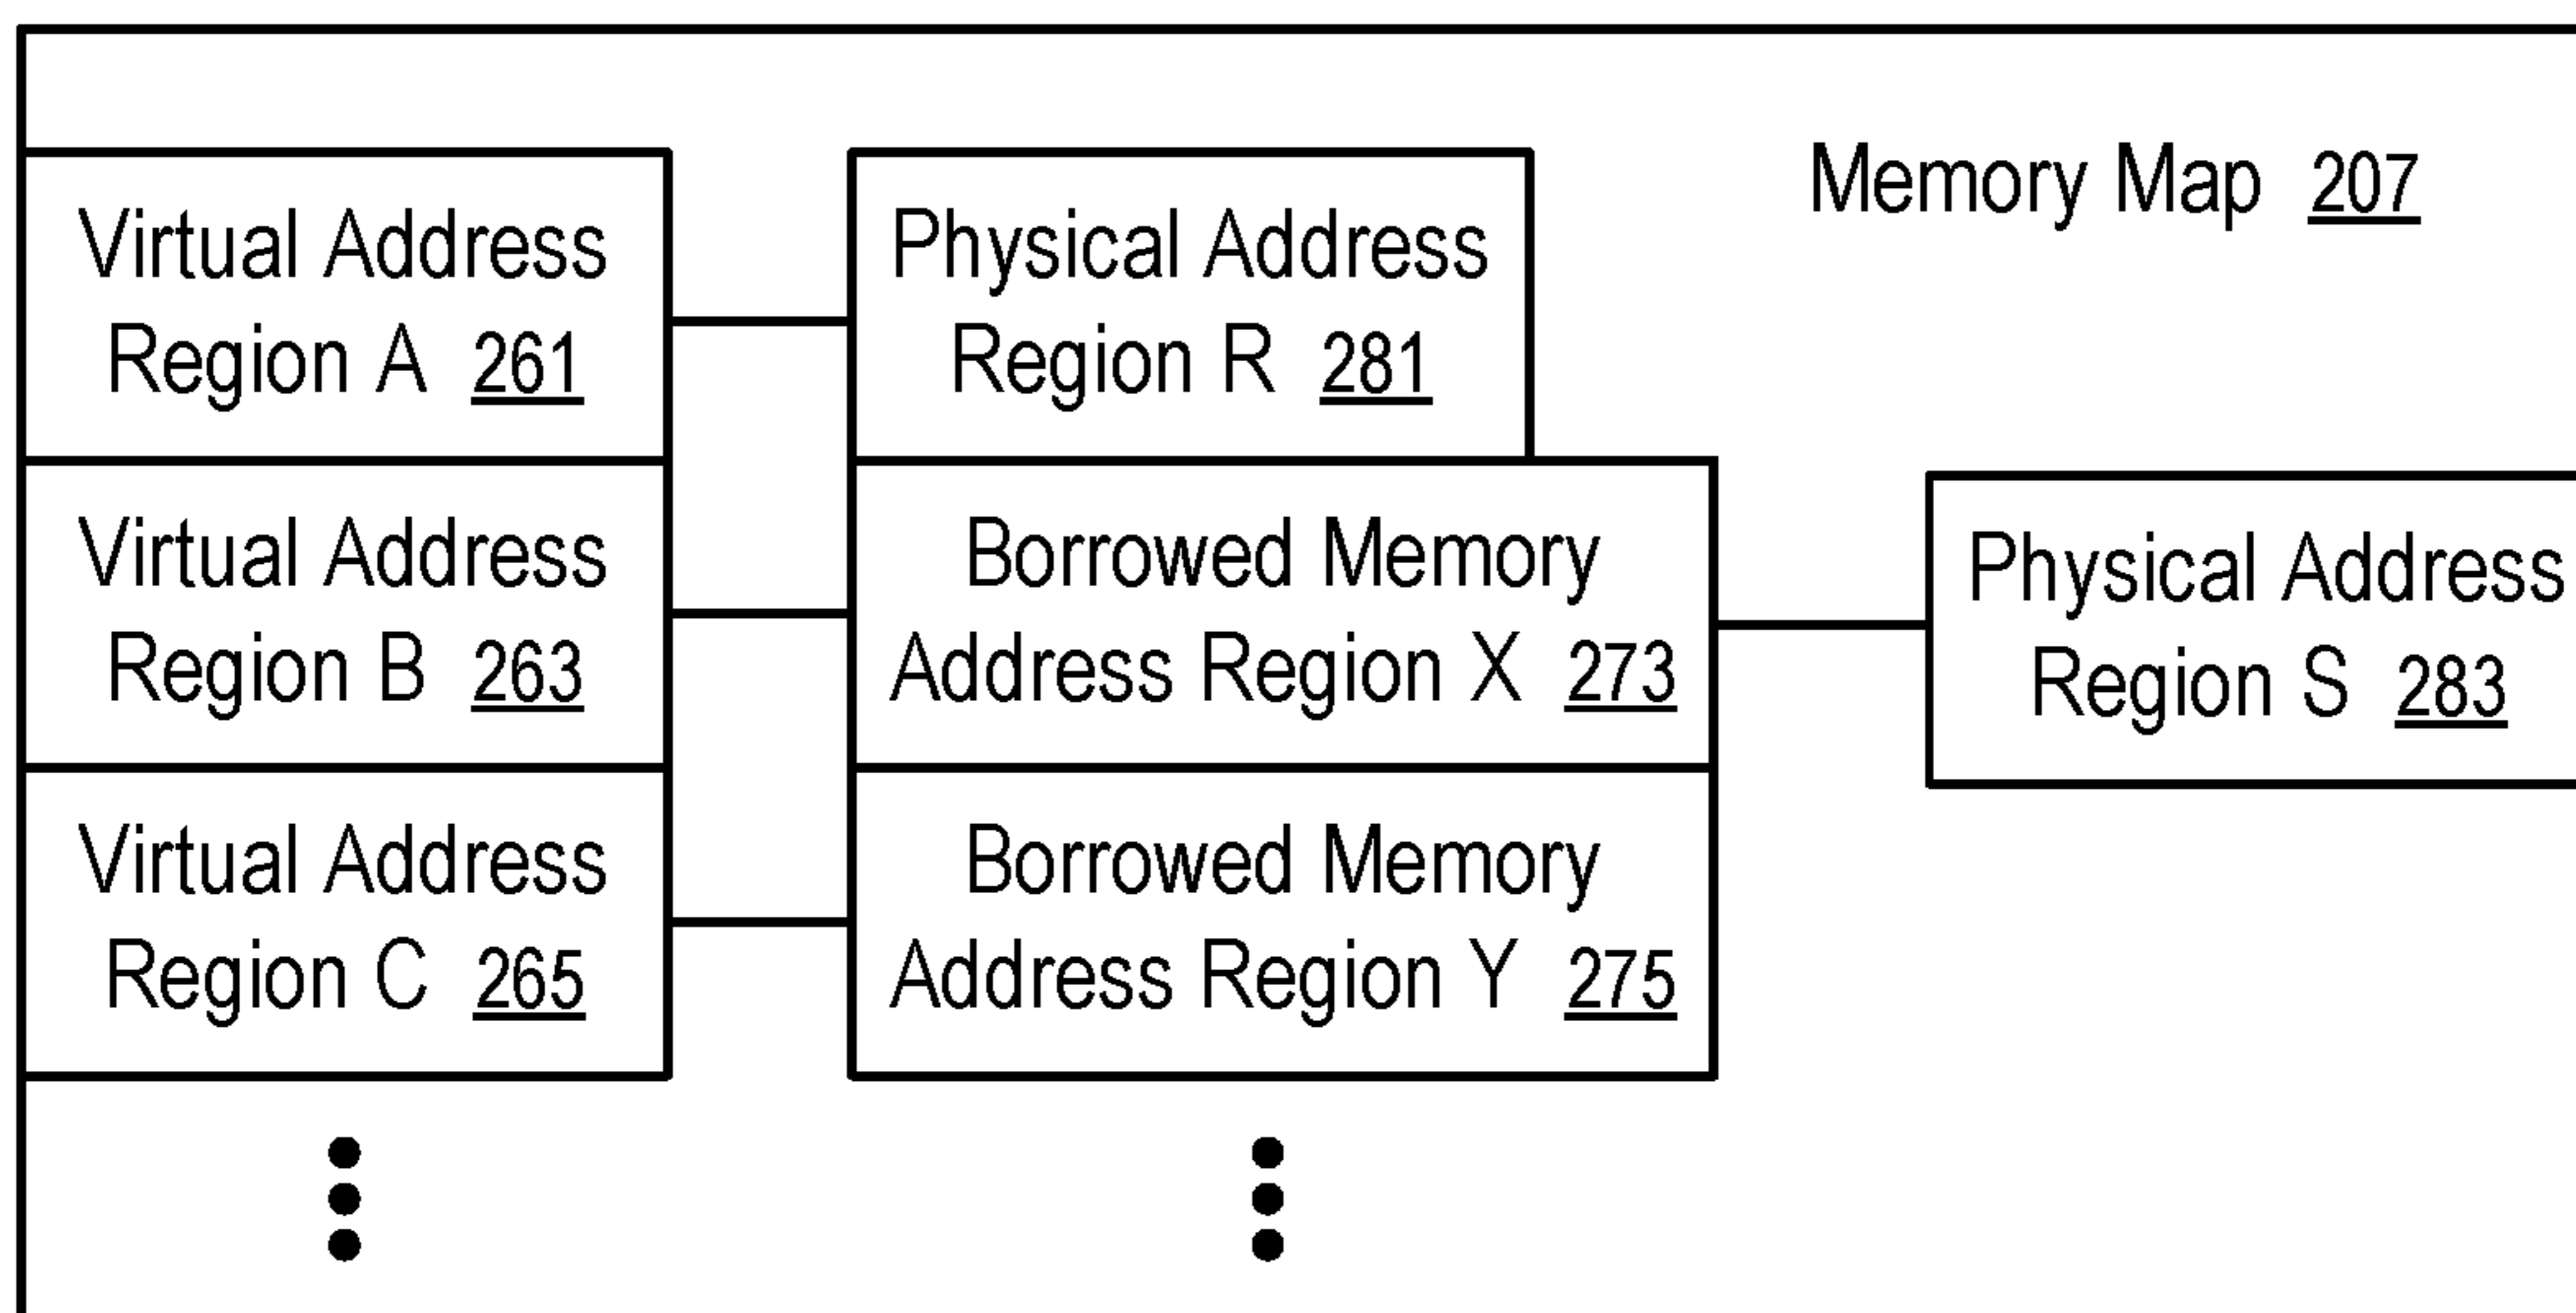 Memory Map 207
Virtual Address
Region A 261
Physical Address
Region R 281
Virtual Address
Region B 263
Borrowed Memory
Address Region X 273
Physical Address
Region S 283
Virtual Address
Region C 265
Borrowed Memory
Address Region Y 275